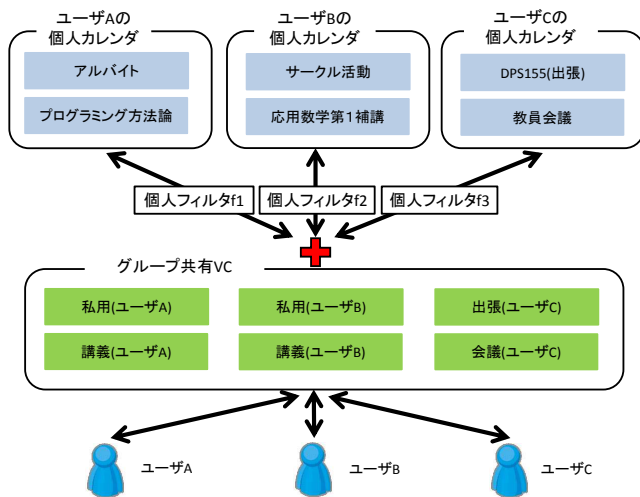 ユーザAの
個人カレンダ
ユーザBの
個人カレンダ
ユーザCの
個人カレンダ
アルバイト
サークル活動
DPS155(出張)
プログラミング方法論
応用数学第1補講
教員会議
個人フィルタf1
個人フィルタf2
個人フィルタf3
グループ共有VC
私用(ユーザA)
私用(ユーザB)
出張(ユーザC)
講義(ユーザA)
講義(ユーザB)
会議(ユーザC)
ユーザA
ユーザB
ユーザC